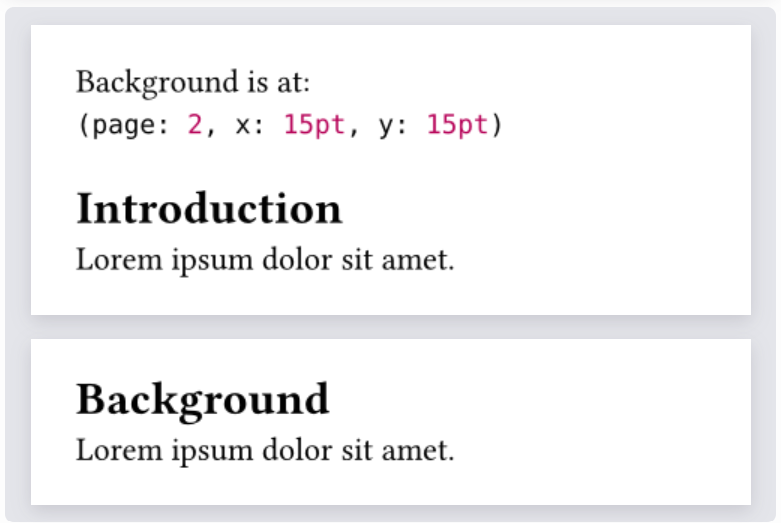 Background is at:
(page: 2, x: 15pt, y: 15pt)
Introduction
Lorem ipsum dolor sit amet.
Background
Lorem ipsum dolor sit amet.